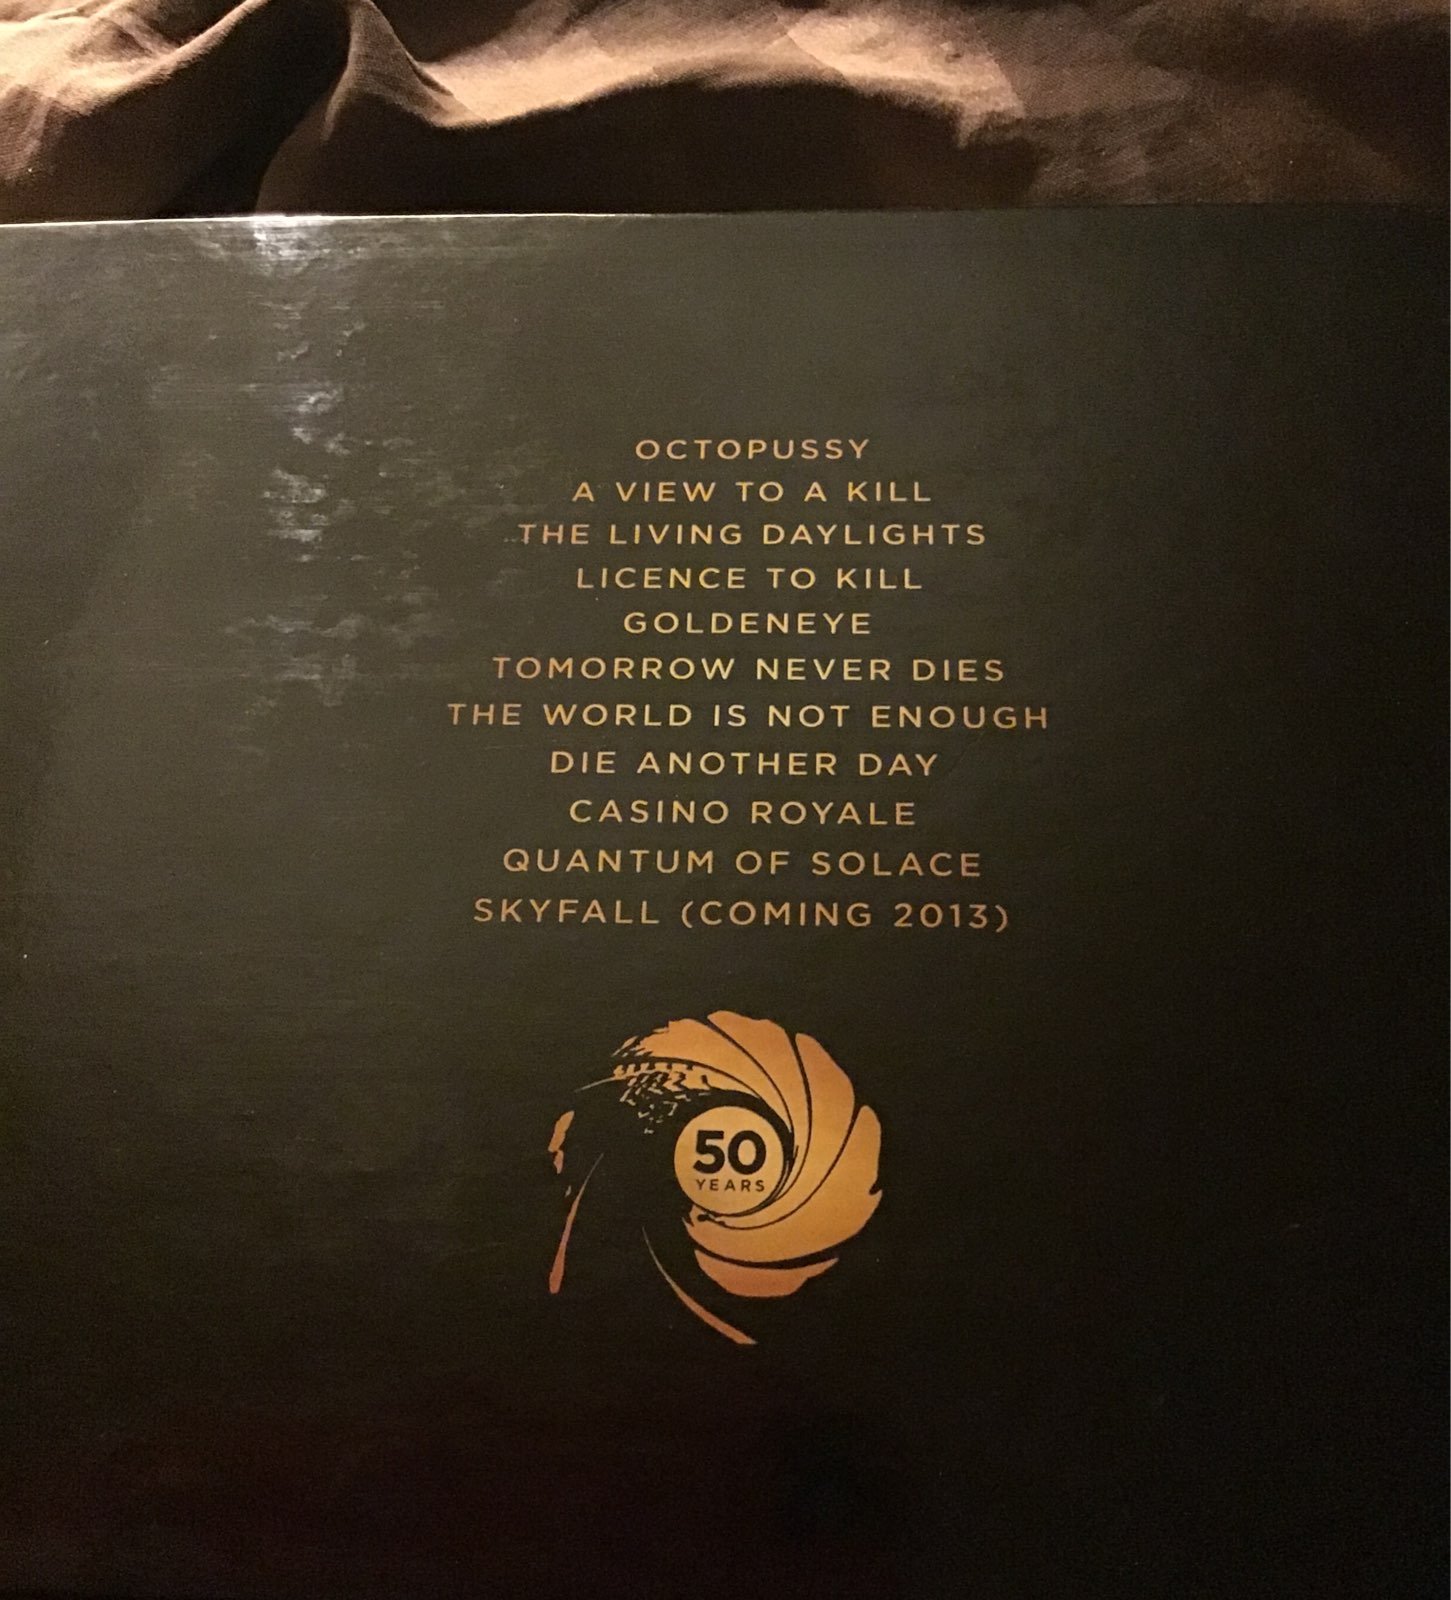 OCTOPUSSY
A VIEW TO A KILL
THE LIVING DAYLIGHTS
LICENCE TO KILL
GOLDENEYE
TOMORROW NEVER DIES
THE WORLD IS NOT ENOUGH
DIE ANOTHER DAY
CASINO ROYALE
QUANTUM OF SOLACE
SKYFALL (COMING 2013)
50
YEARS